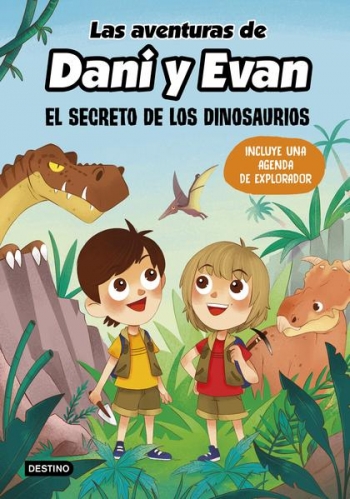 Las aventuras de
Dani y Evan
EL SECRETO DE LOS DINOSAURIOS
INCLUYE UNA
AGENDA
DE EXPLORADOR
DESTINO